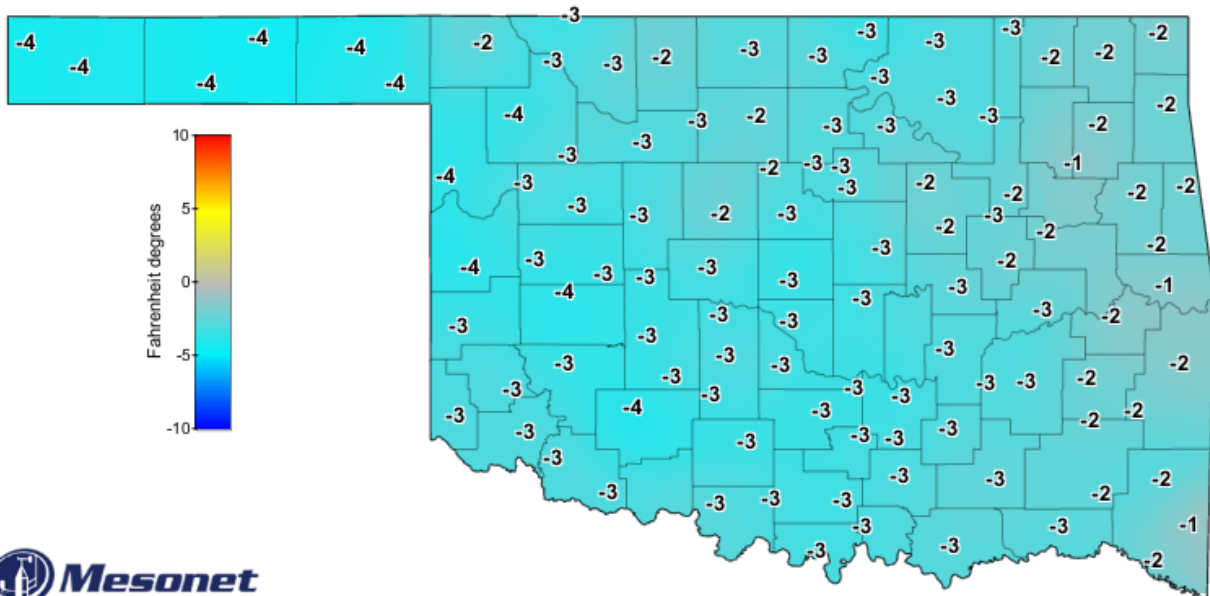 -3
-4 -4 -4 -2 -3 -3 -3 -2
-4 -4 -4 -3 -3 -2 -3 -3 -3 -2 -2
-4 -3 -2 -3 -3 -3 -3 -2 -2
10 -3 -3 -2 -3 -3 -1
-4 -3 -3 -2 -3 -3 -3 -2 -2 -2 -2
5 -3 -3 -2 -3 -2 -3 -2
Fahrenheit degrees
-4 -3 -3 -3 -3 -3 -3 -2 -2
0 -4 -3 -3 -1
-3 -3 -3 -3 -3 -2
-5 -3 -3 -3 -3 -2
-3 -3 -3 -3 -3 -3 -3 -2
-10 -3 -4 -3 -2 -2
-3 -3 -3 -3 -3 -3
-3 -3 -3 -2
-3 -3 -3 -3 -2
-3 -3 -1
-3 -3 -2
Mesonet